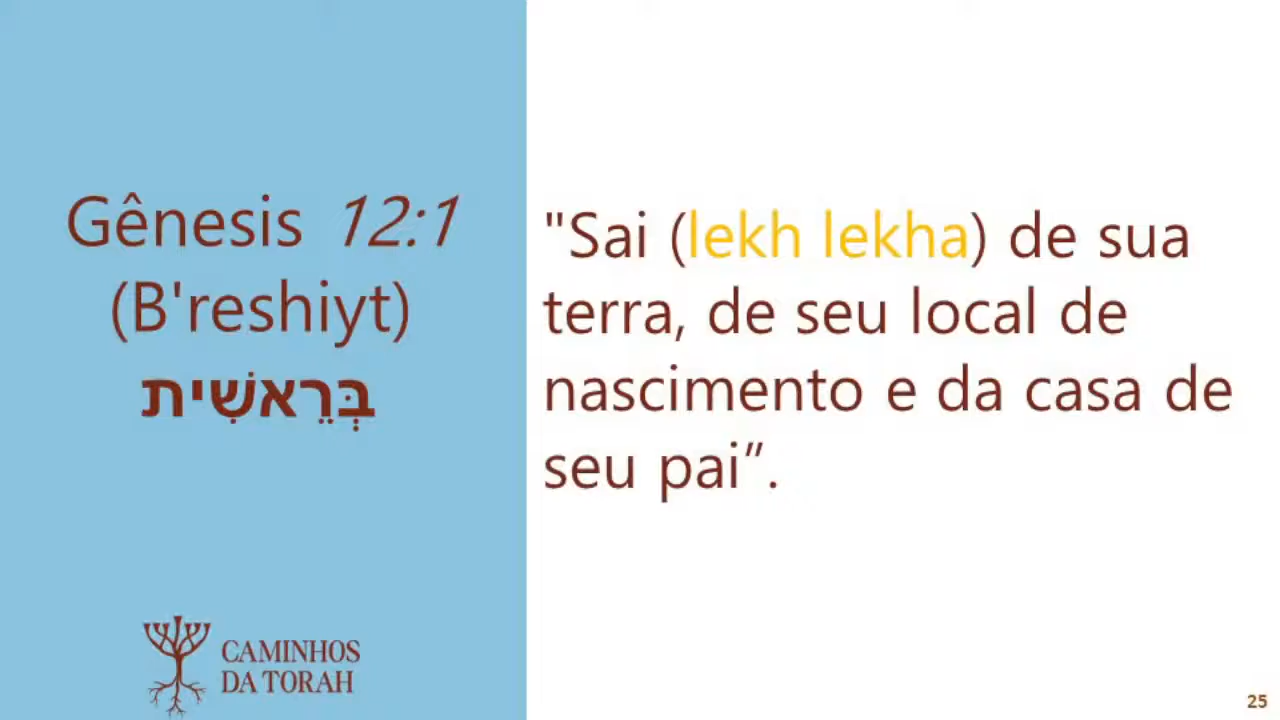 Gênesis 12:1
(B'reshiyt)
בְּרֵאשִׁית
"Sai (lekh lekha) de sua
terra, de seu local de
nascimento e da casa de
seu pai”.
CAMINHOS
DA TORAH
25